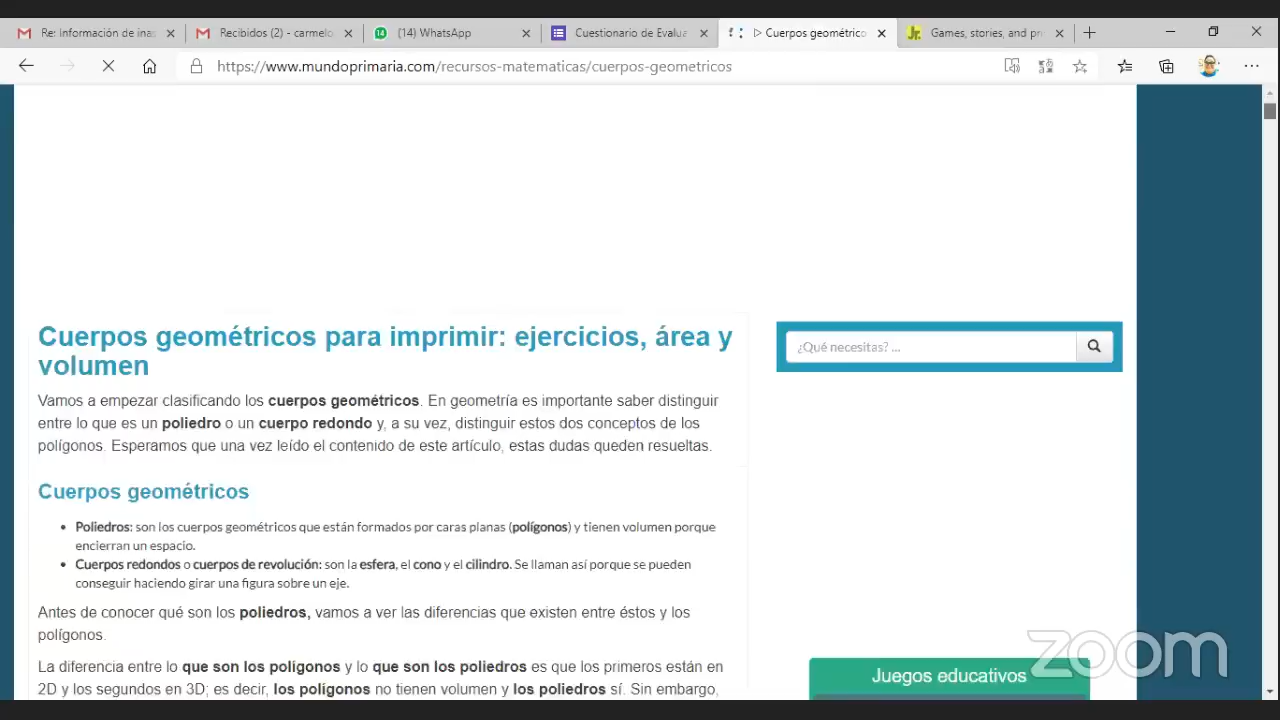 Re: Información de inas
Recibidos (2) - carmelo
14
(14) WhatsApp
Cuestionario de Evalua
Cuerpos geométrico
Jr.
Games, stories, and pr
https://www.mundoprimaria.com/recursos-matematicas/cuerpos-geometricos
Cuerpos geométricos para imprimir: ejercicios, área y
volumen
¿Qué necesitas? ...
Vamos a empezar clasificando los cuerpos geométricos. En geometría es importante saber distinguir
entre lo que es un poliedro o un cuerpo redondo y, a su vez, distinguir estos dos conceptos de los
polígonos. Esperamos que una vez leído el contenido de este artículo, estas dudas queden resueltas.
Cuerpos geométricos
• Poliedros: son los cuerpos geométricos que están formados por caras planas (polígonos) y tienen volumen porque
encierran un espacio.
• Cuerpos redondos o cuerpos de revolución: son la esfera, el cono y el cilindro. Se llaman así porque se pueden
conseguir haciendo girar una figura sobre un eje.
Antes de conocer qué son los poliedros, vamos a ver las diferencias que existen entre éstos y los
polígonos.
La diferencia entre lo que son los polígonos y lo que son los poliedros es que los primeros están en
2D y los segundos en 3D; es decir, los polígonos no tienen volumen y los poliedros sí. Sin embargo,
Juegos educativos
zoom